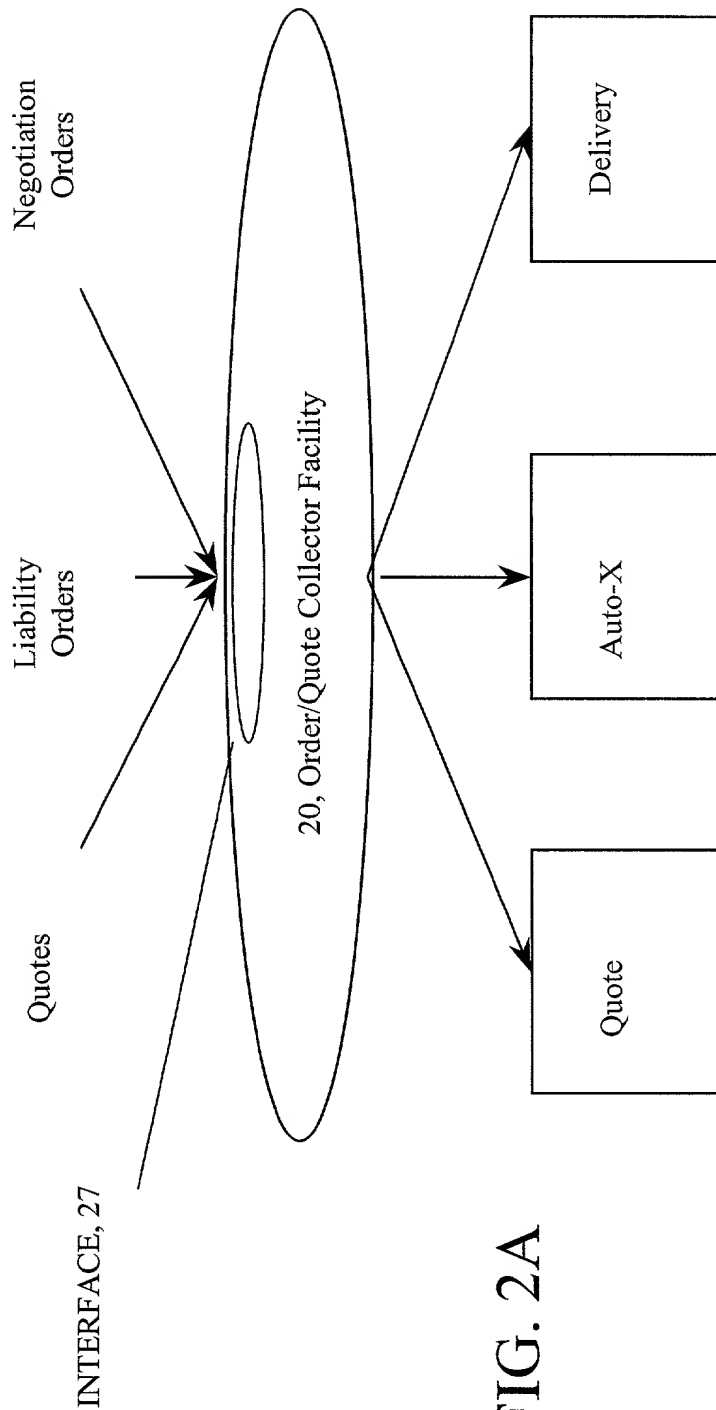 Quotes
Liability
Orders
Negotiation
Orders
INTERFACE, 27
20, Order/Quote Collector Facility
Quote
Auto-X
Delivery
FIG. 2A